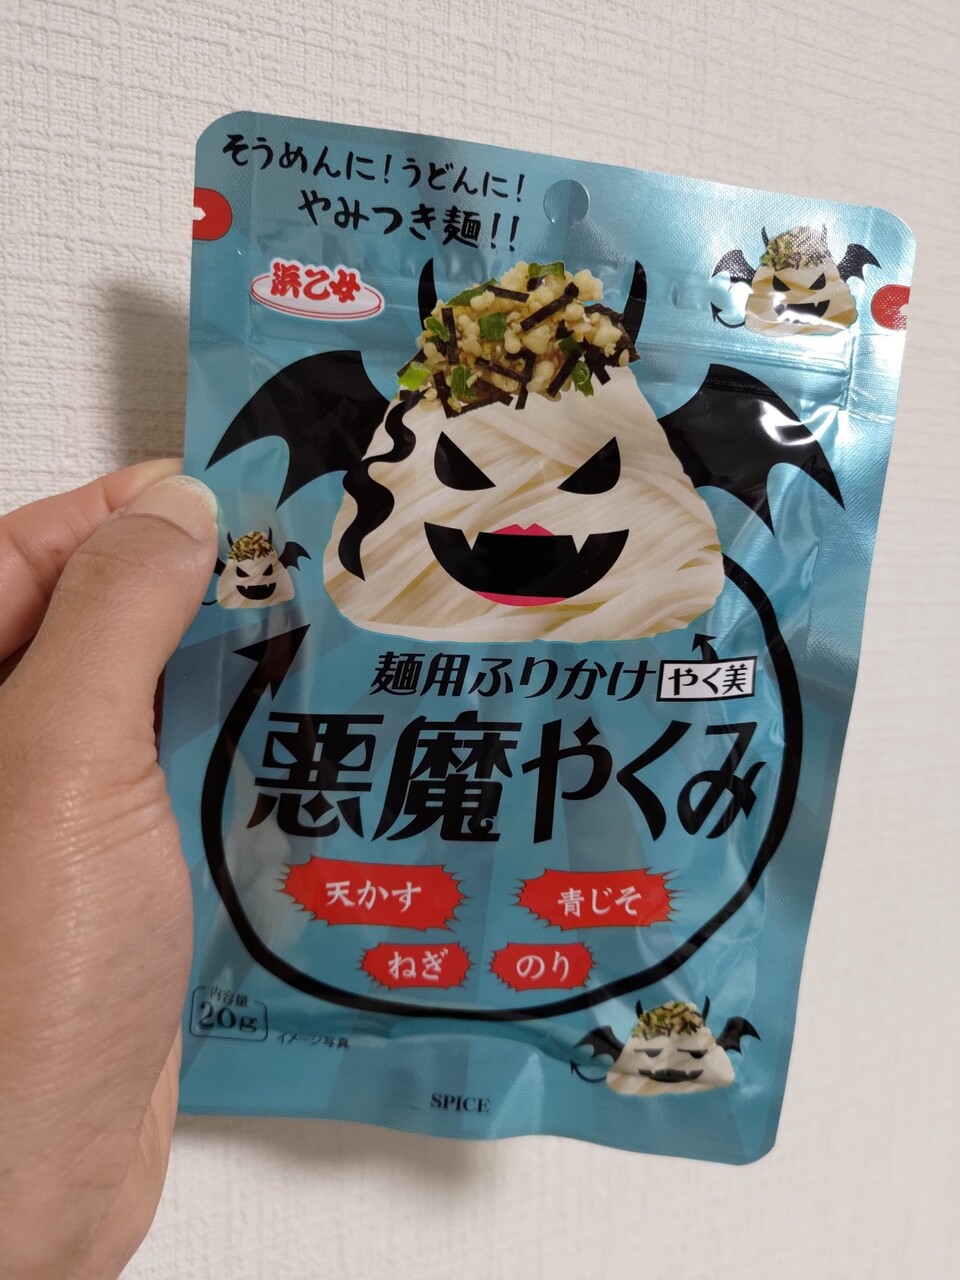 そうめんに!うどんに!
やみつき麺!!
浜乙女
麺用ふりかけ やく美
悪魔やくみ
天かす 青じそ
ねぎ のり
内容量
20g
イメージ写真
SPICE